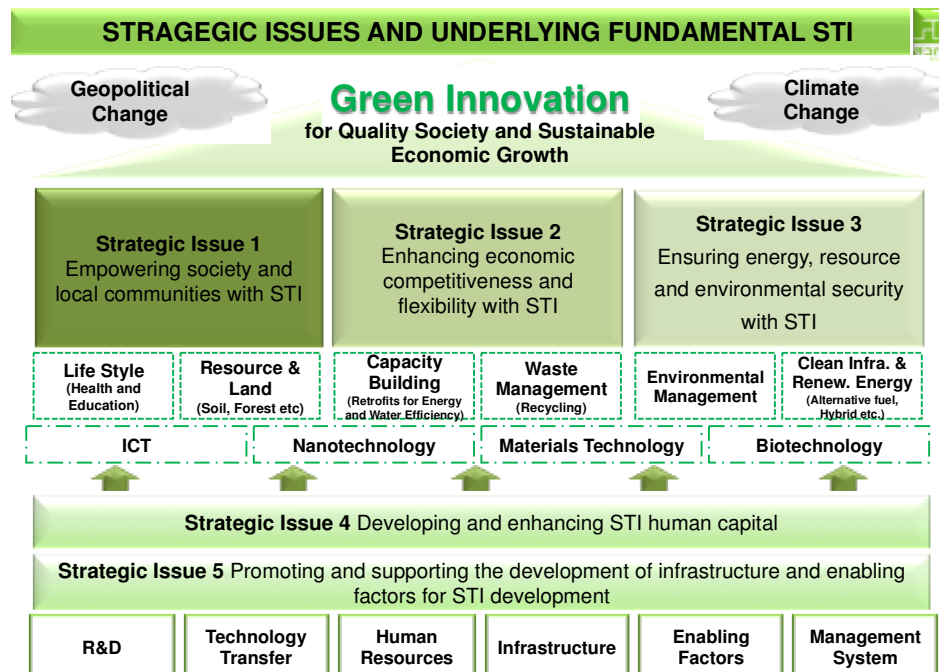 STRAGEGIC ISSUES AND UNDERLYING FUNDAMENTAL STI
Geopolitical
Change
Green Innovation
for Quality Society and Sustainable
Economic Growth
Climate
Change
Strategic Issue 1
Empowering society and
local communities with STI
Strategic Issue 2
Enhancing economic
competitiveness and
flexibility with STI
Strategic Issue 3
Ensuring energy, resource
and environmental security
with STI
Life Style
(Health and
Education)
Resource &
Land
(Soil, Forest etc)
Capacity
Building
(Retrofits for Energy
and Water Efficiency)
Waste
Management
(Recycling)
Environmental
Management
Clean Infra. &
Renew. Energy
(Alternative fuel,
Hybrid etc.)
ICT
Nanotechnology
Materials Technology
Biotechnology
Strategic Issue 4 Developing and enhancing STI human capital
Strategic Issue 5 Promoting and supporting the development of infrastructure and enabling
factors for STI development
R&D
Technology
Transfer
Human
Resources
Infrastructure
Enabling
Factors
Management
System